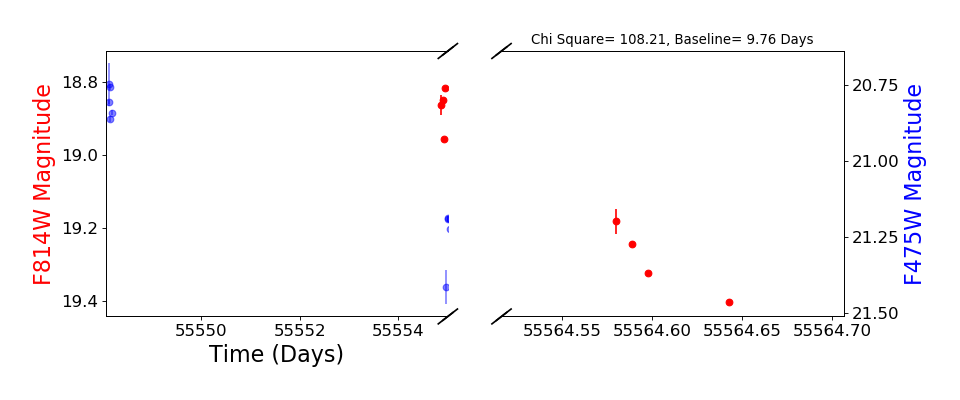 Chi Square= 108.21, Baseline= 9.76 Days
F814W Magnitude
18.8
19.0
19.2
19.4
20.75
21.00
21.25
21.50
F475W Magnitude
55550 55552 55554 55564.55 55564.60 55564.65 55564.70
Time (Days)